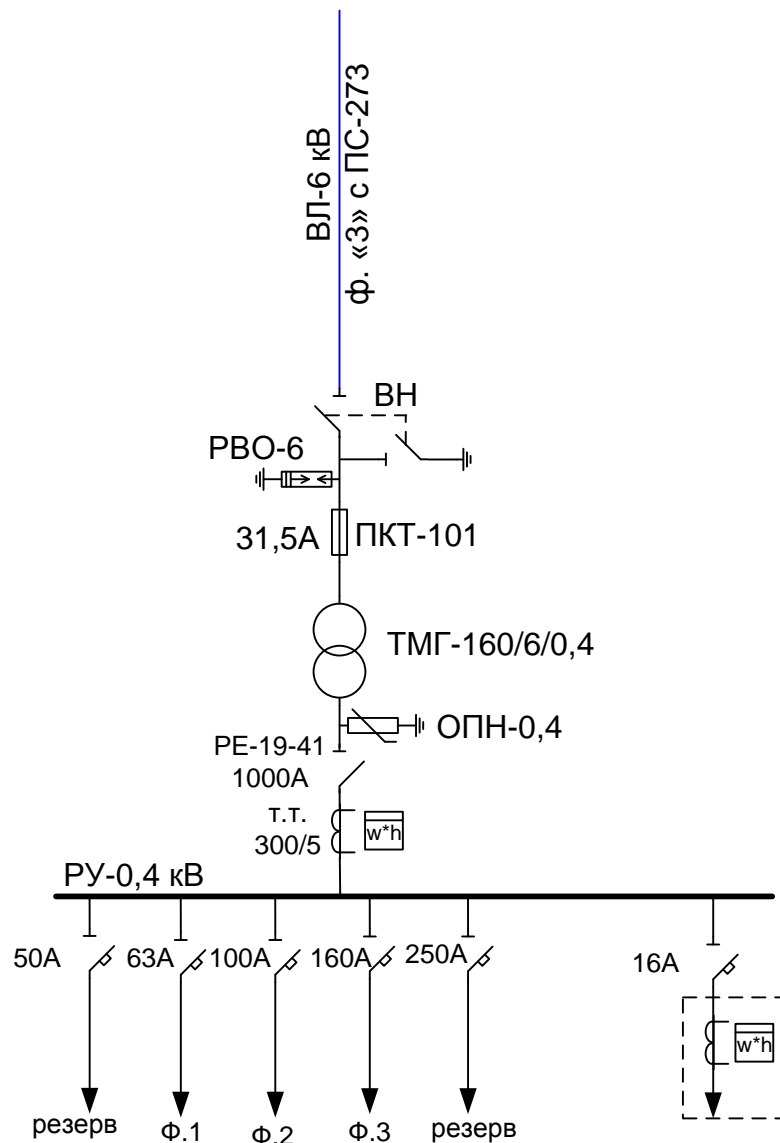 ВЛ-6 кВ
ф. «3» с ПС-273
ВН
РВО-6
31,5А ПКТ-101
ТМГ-160/6/0,4
ОПН-0,4
РЕ-19-41
1000А
т.т.
300/5
w*h
РУ-0,4 кВ
50А 63А 100А 160А 250А 16А
w*h
резерв Ф.1 Ф.2 Ф.3 резерв